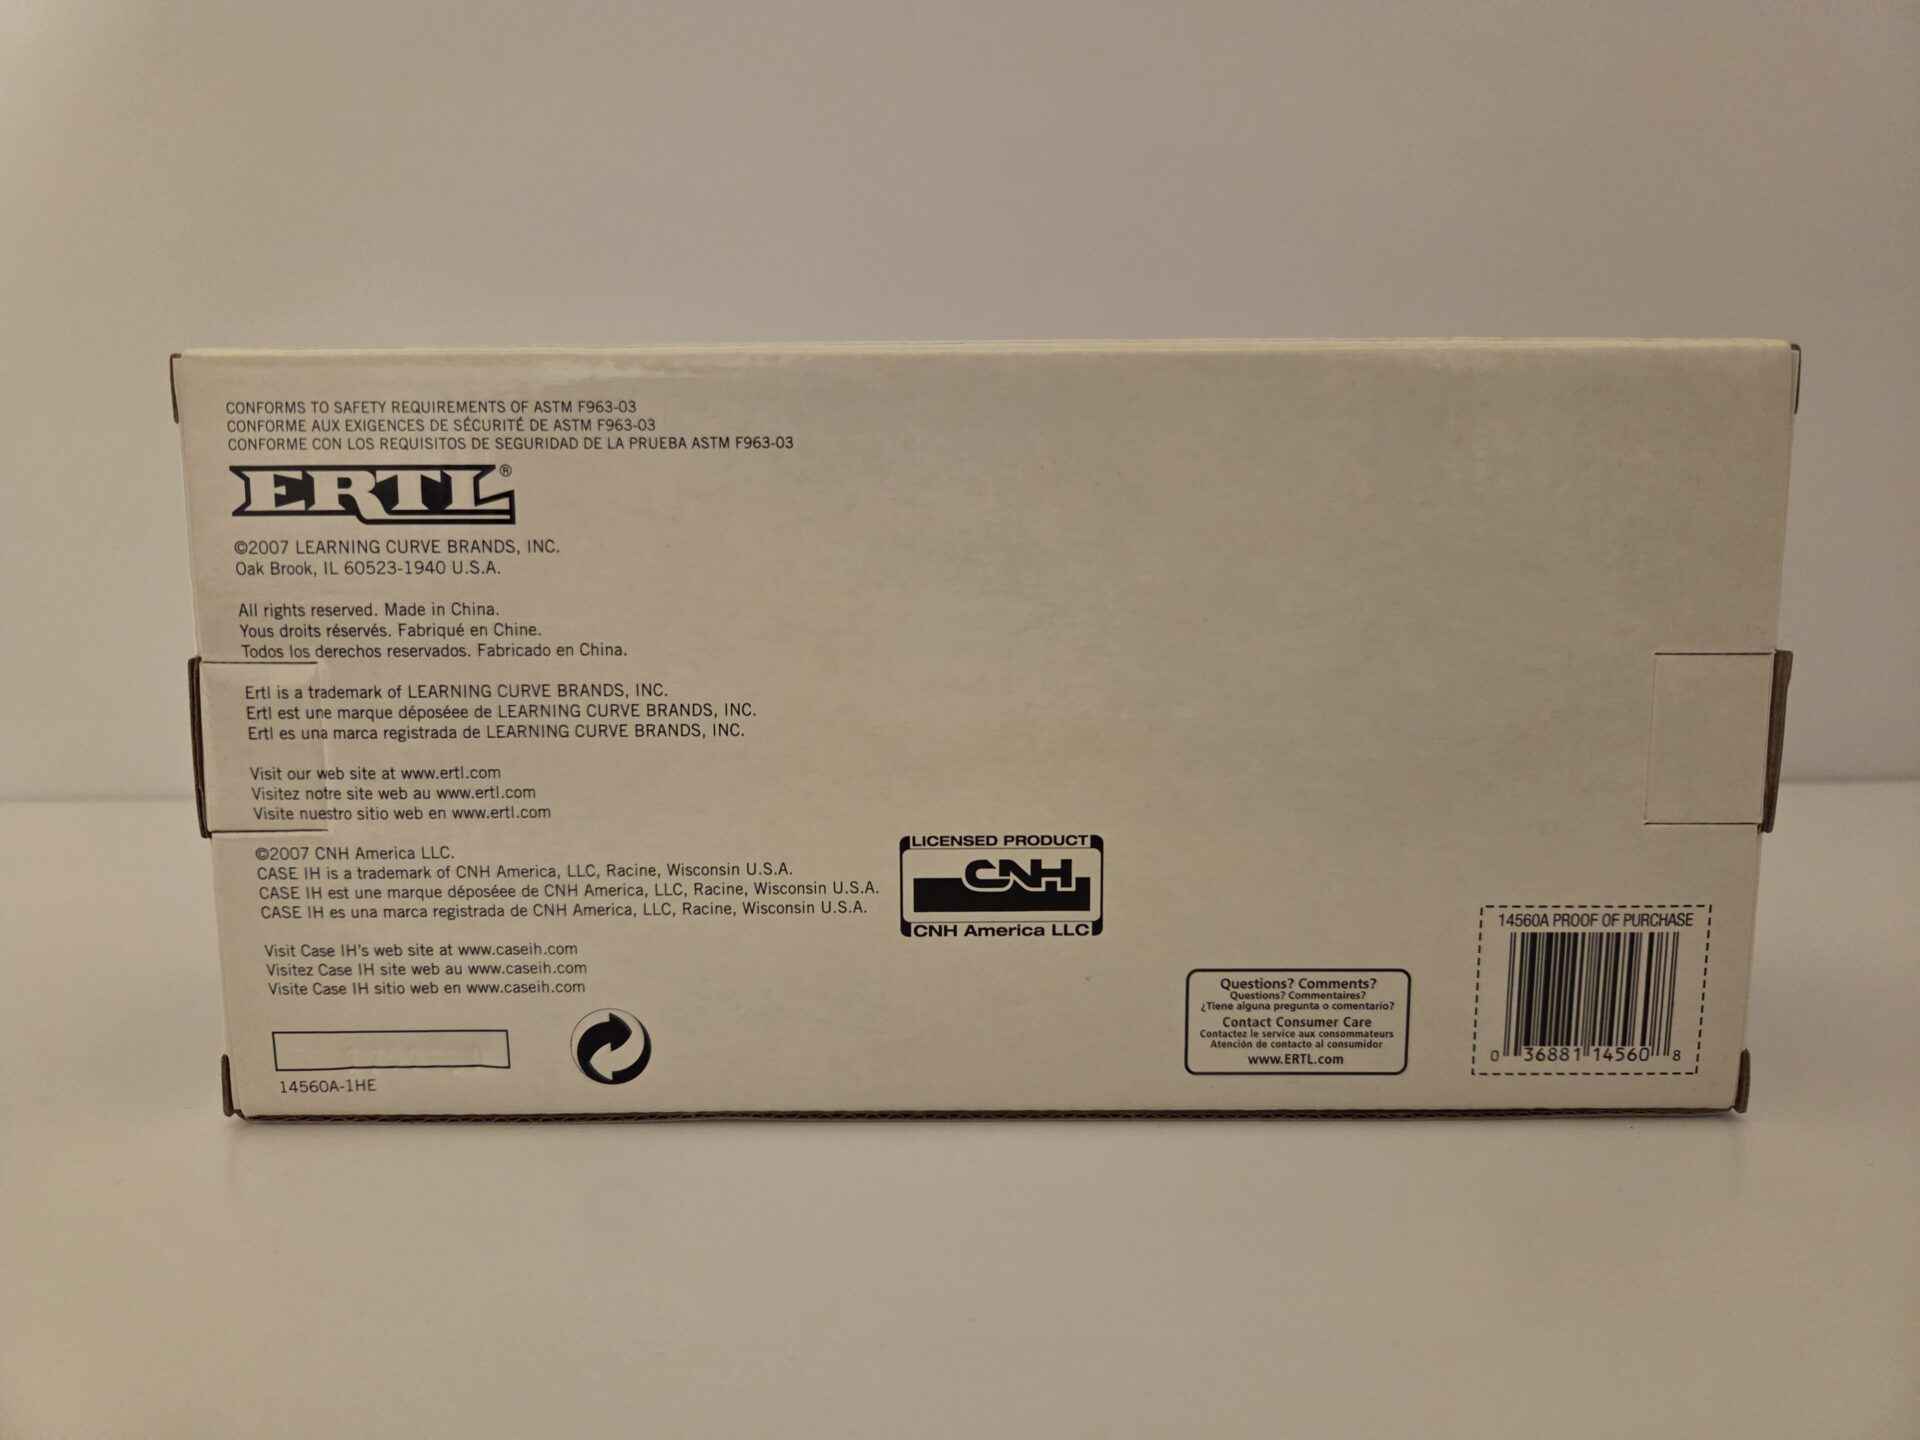 CONFORMS TO SAFETY REQUIREMENTS OF ASTM F963-03
CONFORME AUX EXIGENCES DE SÉCURITÉ DE ASTM F963-03
CONFORME CON LOS REQUISITOS DE SEGURIDAD DE LA PRUEBA ASTM F963-03
ERTL®
©2007 LEARNING CURVE BRANDS, INC.
Oak Brook, IL 60523-1940 U.S.A.
All rights reserved. Made in China.
Yous droits réservés. Fabriqué en Chine.
Todos los derechos reservados. Fabricado en China.
Ertl is a trademark of LEARNING CURVE BRANDS, INC.
Ertl est une marque déposéee de LEARNING CURVE BRANDS, INC.
Ertl es una marca registrada de LEARNING CURVE BRANDS, INC.
Visit our web site at www.ertl.com
Visitez notre site web au www.ertl.com
Visite nuestro sitio web en www.ertl.com
©2007 CNH America LLC.
CASE IH is a trademark of CNH America, LLC, Racine, Wisconsin U.S.A.
CASE IH est une marque déposéee de CNH America, LLC, Racine, Wisconsin U.S.A.
CASE IH es una marca registrada de CNH America, LLC, Racine, Wisconsin U.S.A.
Visit Case IH's web site at www.caseih.com
Visitez Case IH site web au www.caseih.com
Visite Case IH sitio web en www.caseih.com
14560A-1HE
LICENSED PRODUCT
CNH
CNH America LLC
Questions? Comments?
Questions? Commentaires?
¿Tiene alguna pregunta o comentario?
Contact Consumer Care
Contactez le service aux consommateurs
Atención de contacto al consumidor
www.ERTL.com
14560A PROOF OF PURCHASE
0 36881 14560 8